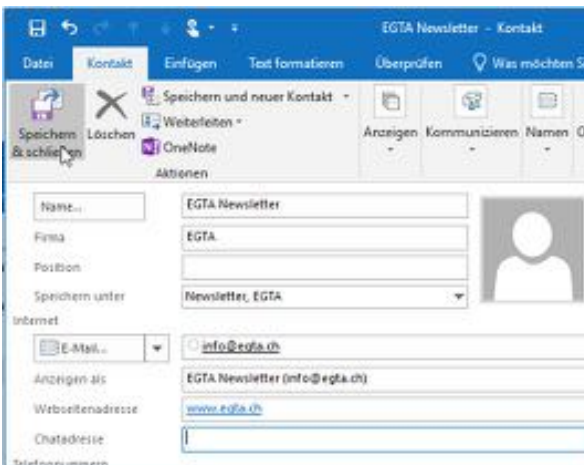 EGTA Newsletter – Kontakt
Datei Kontakt Einfügen Text formatieren Überprüfen Was möchten S
Speichern & schließen
Löschen
Speichern und neuer Kontakt
Weiterleiten
OneNote
Aktionen
Anzeigen Kommunizieren Namen
Name... EGTA Newsletter
Firma EGTA
Position
Speichern unter Newsletter, EGTA
Internet
E-Mail... info@egta.ch
Anzeigen als EGTA Newsletter (info@egta.ch)
Webseitenadresse www.egta.ch
Chatadresse
Telefonnummern